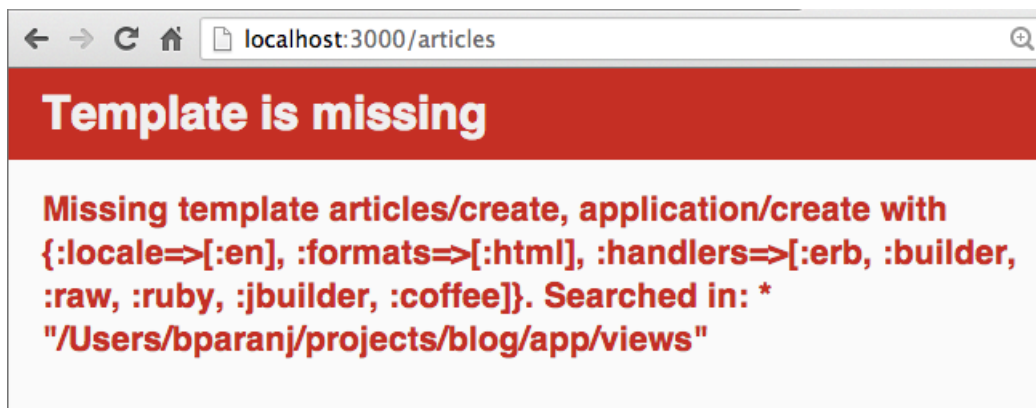 localhost:3000/articles
Template is missing
Missing template articles/create, application/create with
{:locale=>[:en], :formats=>[:html], :handlers=>[:erb, :builder,
:raw, :ruby, :jbuilder, :coffee]}. Searched in: *
"/Users/bparanj/projects/blog/app/views"